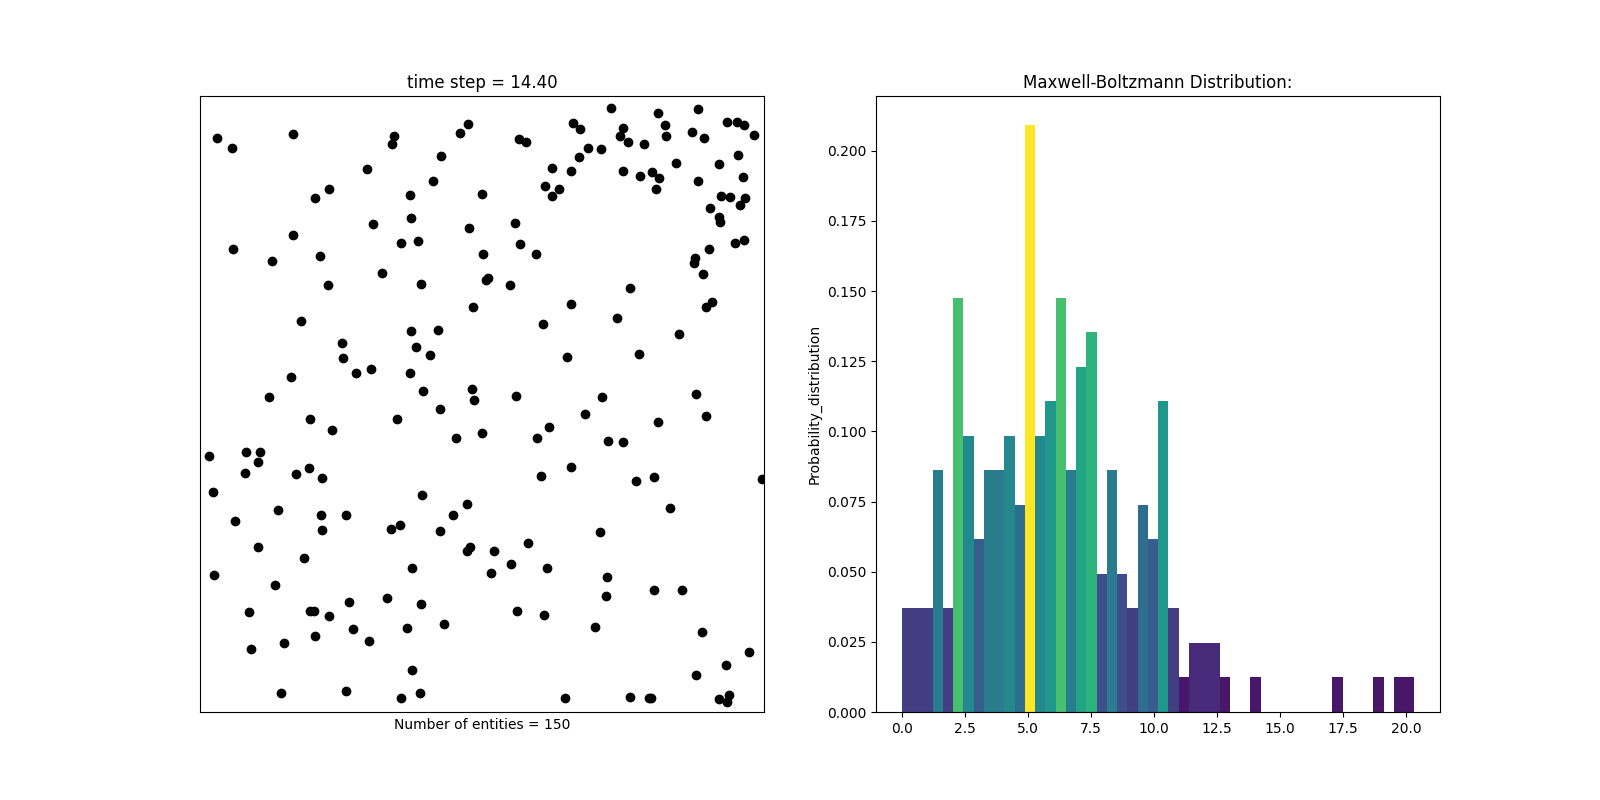 time step = 14.40
Number of entities = 150
Maxwell-Boltzmann Distribution:
Probability_distribution
0.200
0.175
0.150
0.125
0.100
0.075
0.050
0.025
0.000
0.0 2.5 5.0 7.5 10.0 12.5 15.0 17.5 20.0